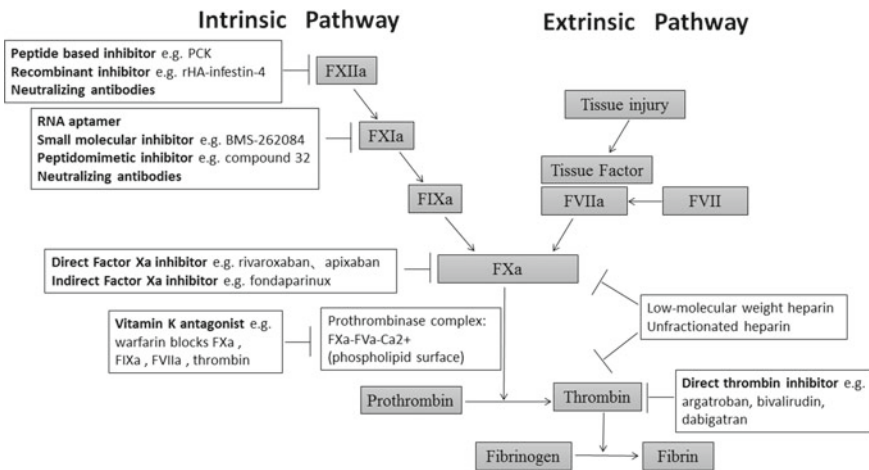 Intrinsic Pathway
Extrinsic Pathway
Peptide based inhibitor e.g. PCK
Recombinant inhibitor e.g. rHA-infestin-4
Neutralizing antibodies
FXIIa
RNA aptamer
Small molecular inhibitor e.g. BMS-262084
Peptidomimetic inhibitor e.g. compound 32
Neutralizing antibodies
FXIa
Tissue injury
Tissue Factor
FIXa
FVIIa
FVII
Direct Factor Xa inhibitor e.g. rivaroxaban、apixaban
Indirect Factor Xa inhibitor e.g. fondaparinux
FXa
Low-molecular weight heparin
Unfractionated heparin
Vitamin K antagonist e.g.
warfarin blocks FXa ,
FIXa , FVIIa , thrombin
Prothrombinase complex:
FXa-FVa-Ca2+
(phospholipid surface)
Prothrombin
Thrombin
Direct thrombin inhibitor e.g.
argatroban, bivalirudin,
dabigatran
Fibrinogen
Fibrin